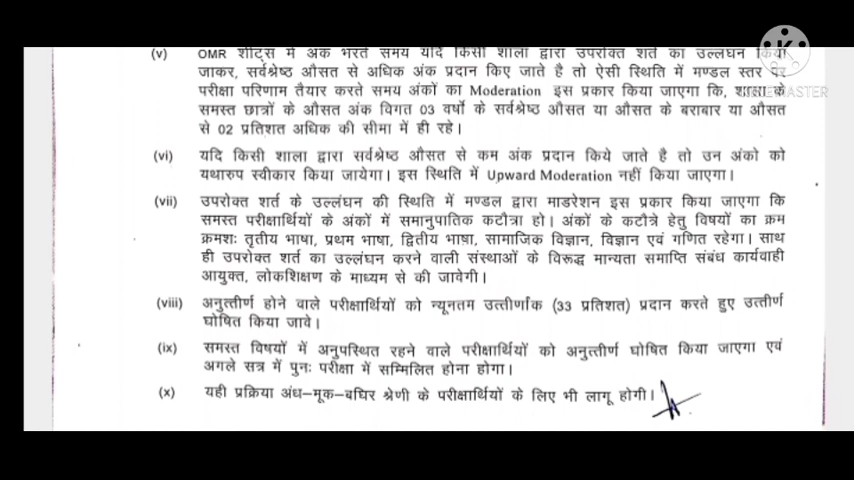 (v) OMR शीट्स में अंक भरते समय यदि किसी शाला द्वारा उपरोक्त शर्त का उल्लंघन किया
जाकर, सर्वश्रेष्ठ औसत से अधिक अंक प्रदान किए जाते है तो ऐसी स्थिति में मण्डल स्तर पर
परीक्षा परिणाम तैयार करते समय अंकों का Moderation इस प्रकार किया जाएगा कि, शाला के
समस्त छात्रों के औसत अंक विगत 03 वर्षो के सर्वश्रेष्ठ औसत या औसत के बराबार या औसत
से 02 प्रतिशत अधिक की सीमा में ही रहे।
(vi) यदि किसी शाला द्वारा सर्वश्रेष्ठ औसत से कम अंक प्रदान किये जाते है तो उन अंको को
यथारुप स्वीकार किया जायेगा। इस स्थिति में Upward Moderation नहीं किया जाएगा।
(vii) उपरोक्त शर्त के उल्लंघन की स्थिति में मण्डल द्वारा माडरेशन इस प्रकार किया जाएगा कि
समस्त परीक्षार्थियों के अंकों में समानुपातिक कटौत्रा हो। अंकों के कटौत्रे हेतु विषयों का क्रम
क्रमशः तृतीय भाषा, प्रथम भाषा, द्वितीय भाषा, सामाजिक विज्ञान, विज्ञान एवं गणित रहेगा। साथ
ही उपरोक्त शर्त का उल्लंघन करने वाली संस्थाओं के विरूद्ध मान्यता समाप्ति संबंध कार्यवाही
आयुक्त, लोकशिक्षण के माध्यम से की जावेगी।
(viii) अनुत्तीर्ण होने वाले परीक्षार्थियों को न्यूनतम उत्तीर्णांक (33 प्रतिशत) प्रदान करते हुए उत्तीर्ण
घोषित किया जावे।
(ix) समस्त विषयों में अनुपस्थित रहने वाले परीक्षार्थियों को अनुत्तीर्ण घोषित किया जाएगा एवं
अगले सत्र में पुनः परीक्षा में सम्मिलित होना होगा।
(x) यही प्रक्रिया अंध–मूक–बधिर श्रेणी के परीक्षार्थियों के लिए भी लागू होगी।